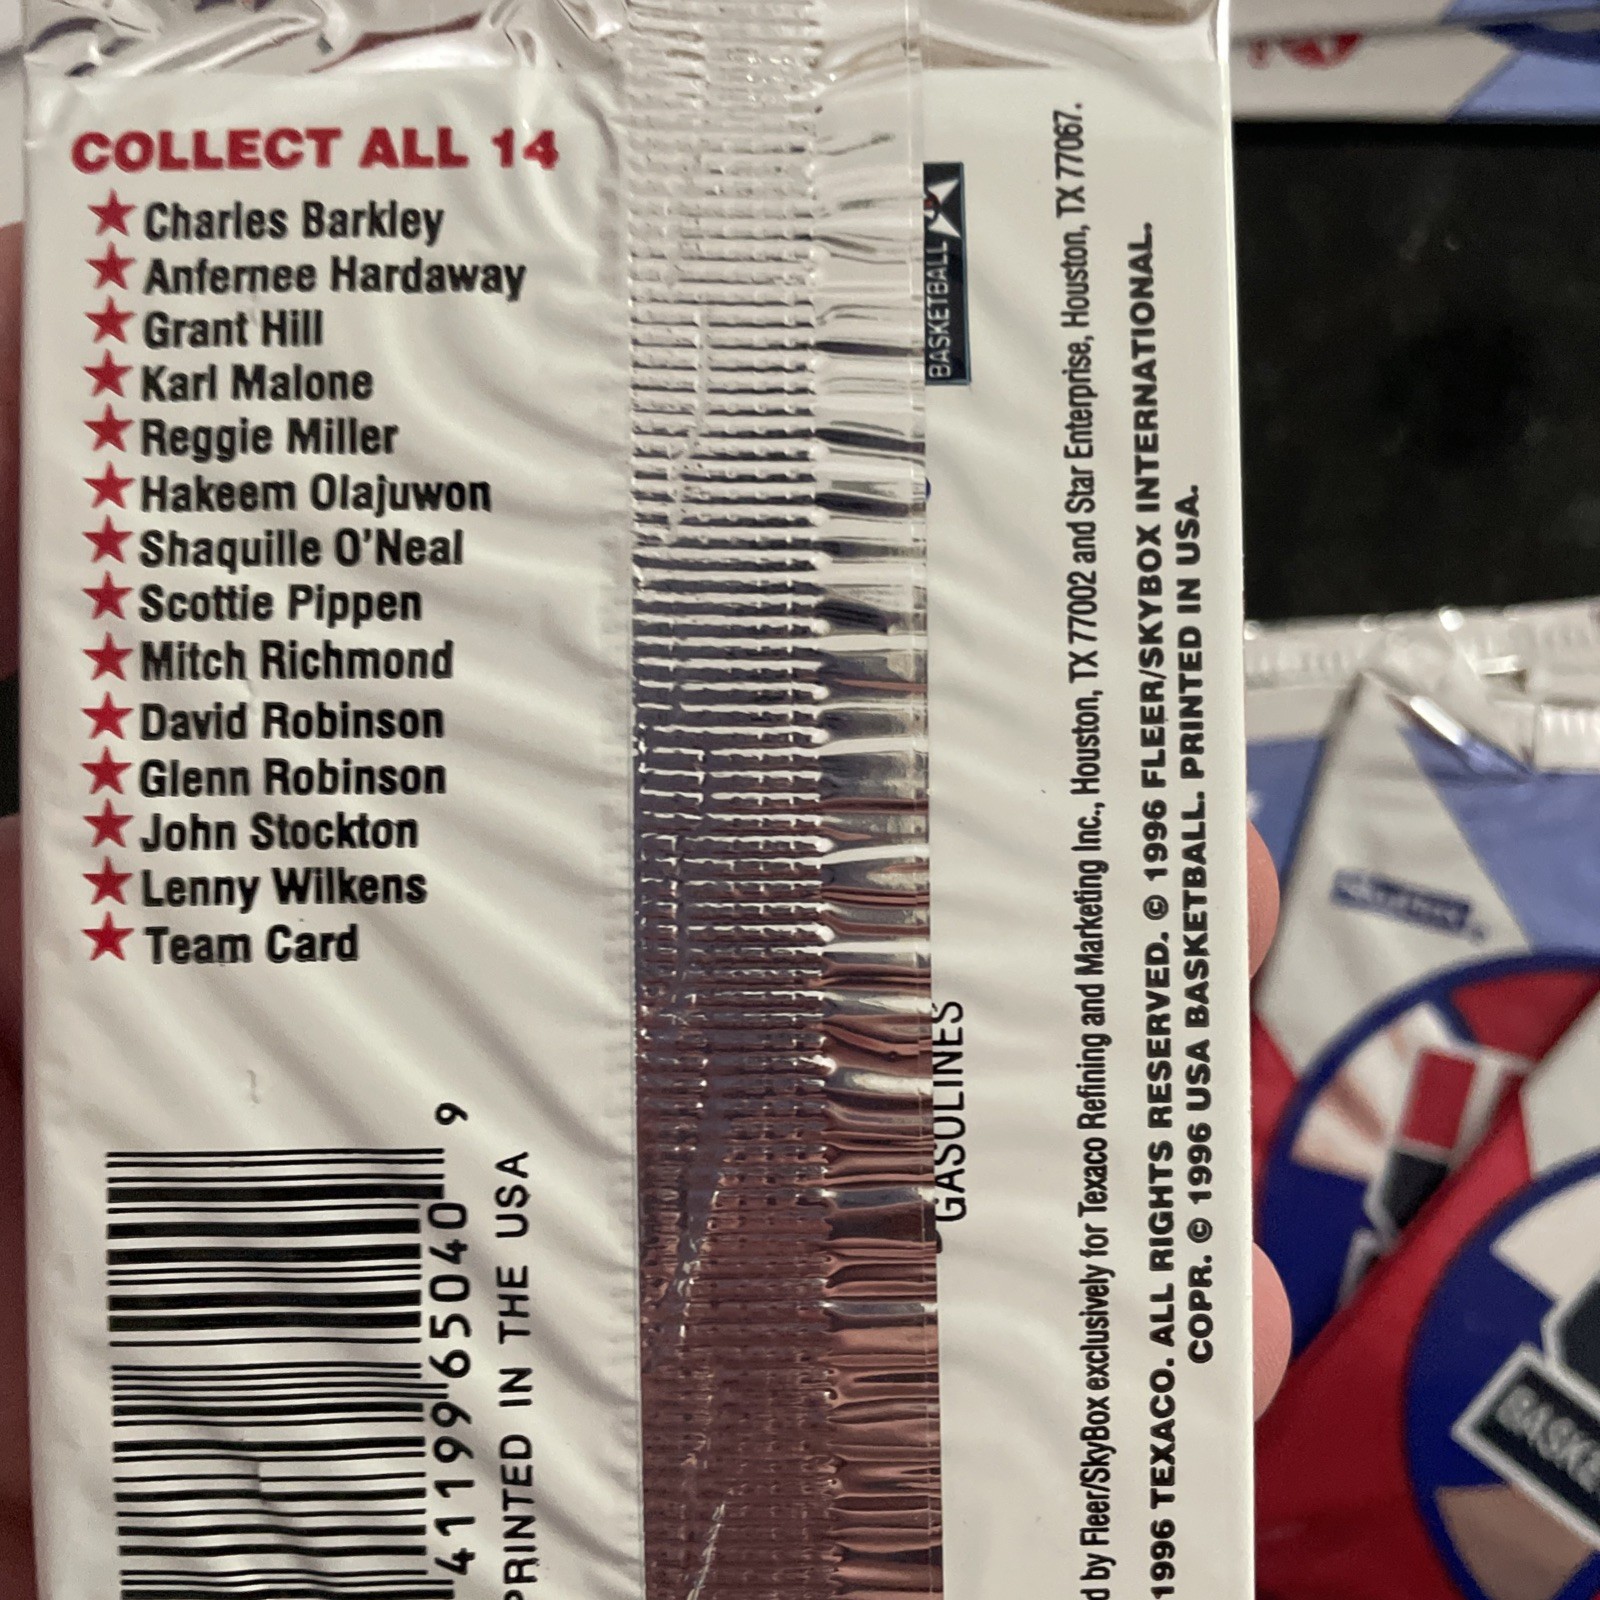 COLLECT ALL 14
Charles Barkley
Anfernee Hardaway
Grant Hill
Karl Malone
Reggie Miller
Hakeem Olajuwon
Shaquille O'Neal
Scottie Pippen
Mitch Richmond
David Robinson
Glenn Robinson
John Stockton
Lenny Wilkens
Team Card
41199 65040 9
PRINTED IN THE USA
BASKETBALL
GASOLINES
d by Fleer/SkyBox exclusively for Texaco Refining and Marketing Inc., Houston, TX 77002 and Star Enterprise, Houston, TX 77067.
1996 TEXACO. ALL RIGHTS RESERVED. © 1996 FLEER/SKYBOX INTERNATIONAL.
COPR. © 1996 USA BASKETBALL. PRINTED IN USA.
BASKE